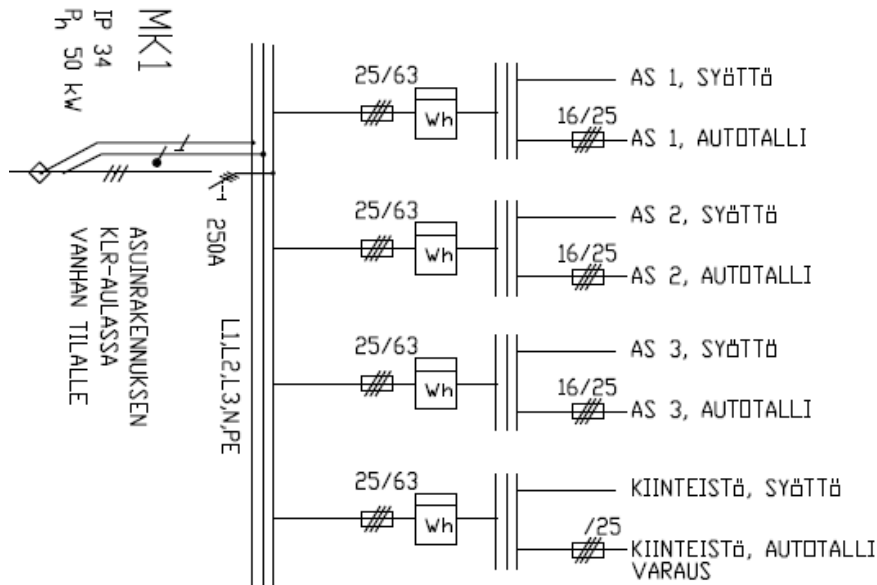 MK1
IP 34
Ph 50 kW
ASUINRAKENNUKSEN
KLR-AULASSA
VANHAN TILALLE
250A
L1,L2,L3,N,PE
25/63
Wh
AS 1, SYÖTTÖ
16/25
AS 1, AUTOTALLI
25/63
Wh
AS 2, SYÖTTÖ
16/25
AS 2, AUTOTALLI
25/63
Wh
AS 3, SYÖTTÖ
16/25
AS 3, AUTOTALLI
25/63
Wh
KIINTEISTÖ, SYÖTTÖ
/25
KIINTEISTÖ, AUTOTALLI
VARAUS